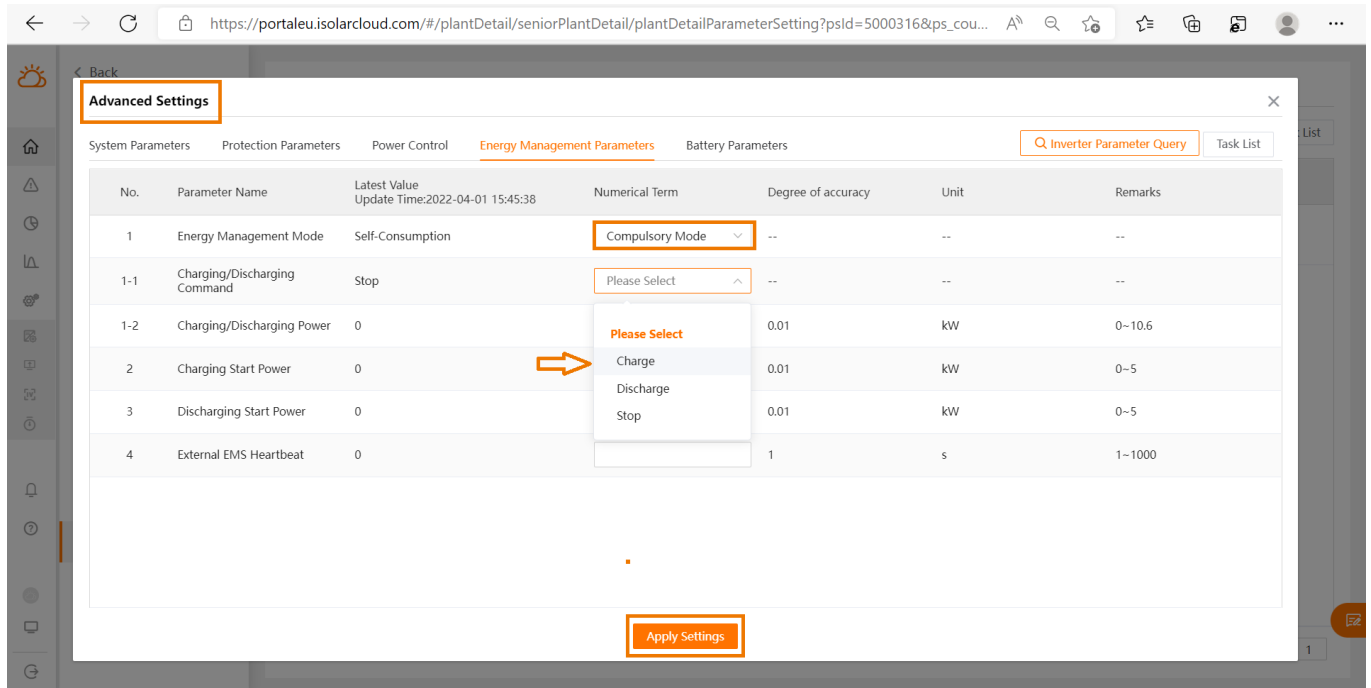 https://portaleu.isolarcloud.com/#/plantDetail/seniorPlantDetail/plantDetailParameterSetting?psId=5000316&ps_cou...
Back
Advanced Settings
System Parameters Protection Parameters Power Control Energy Management Parameters Battery Parameters Inverter Parameter Query Task List
List
No. Parameter Name Latest Value Numerical Term Degree of accuracy Unit Remarks
Update Time:2022-04-01 15:45:38
1 Energy Management Mode Self-Consumption Compulsory Mode -- -- --
1-1 Charging/Discharging Command Stop Please Select -- -- --
1-2 Charging/Discharging Power 0 0.01 kW 0~10.6
Please Select
Charge
Discharge
Stop
2 Charging Start Power 0 0.01 kW 0~5
3 Discharging Start Power 0 0.01 kW 0~5
4 External EMS Heartbeat 0 1 s 1~1000
Apply Settings
1